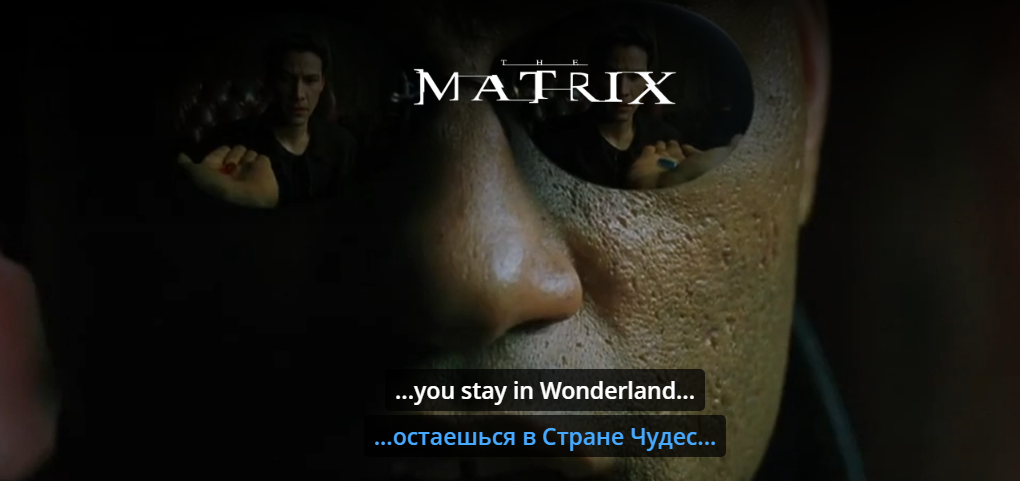 THE
MATRIX
...you stay in Wonderland...
...остаешься в Стране Чудес...